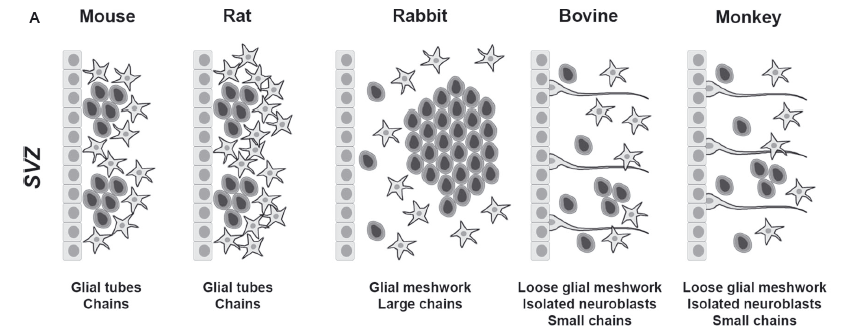 A
Mouse
Rat
Rabbit
Bovine
Monkey
SVZ
Glial tubes
Chains
Glial tubes
Chains
Glial meshwork
Large chains
Loose glial meshwork
Isolated neuroblasts
Small chains
Loose glial meshwork
Isolated neuroblasts
Small chains